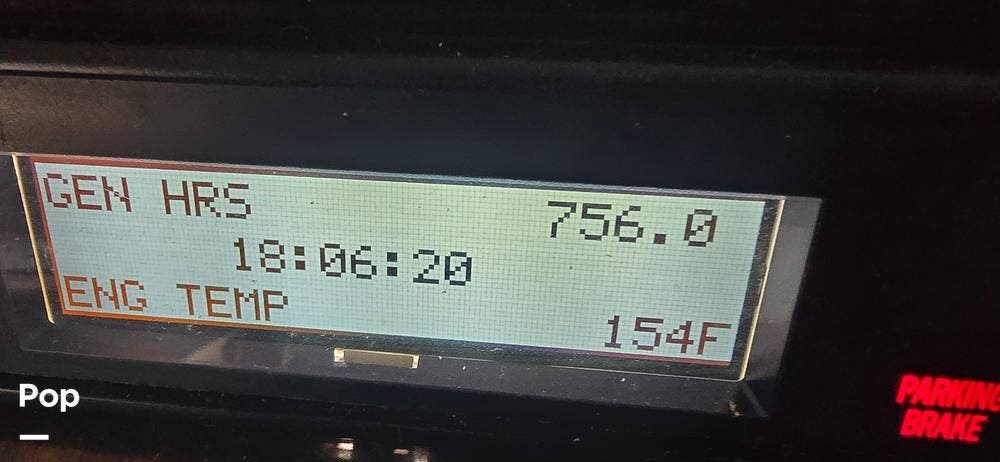 GEN HRS 756.0
18:06:20
ENG TEMP 154F
PARKING
BRAKE
Pop